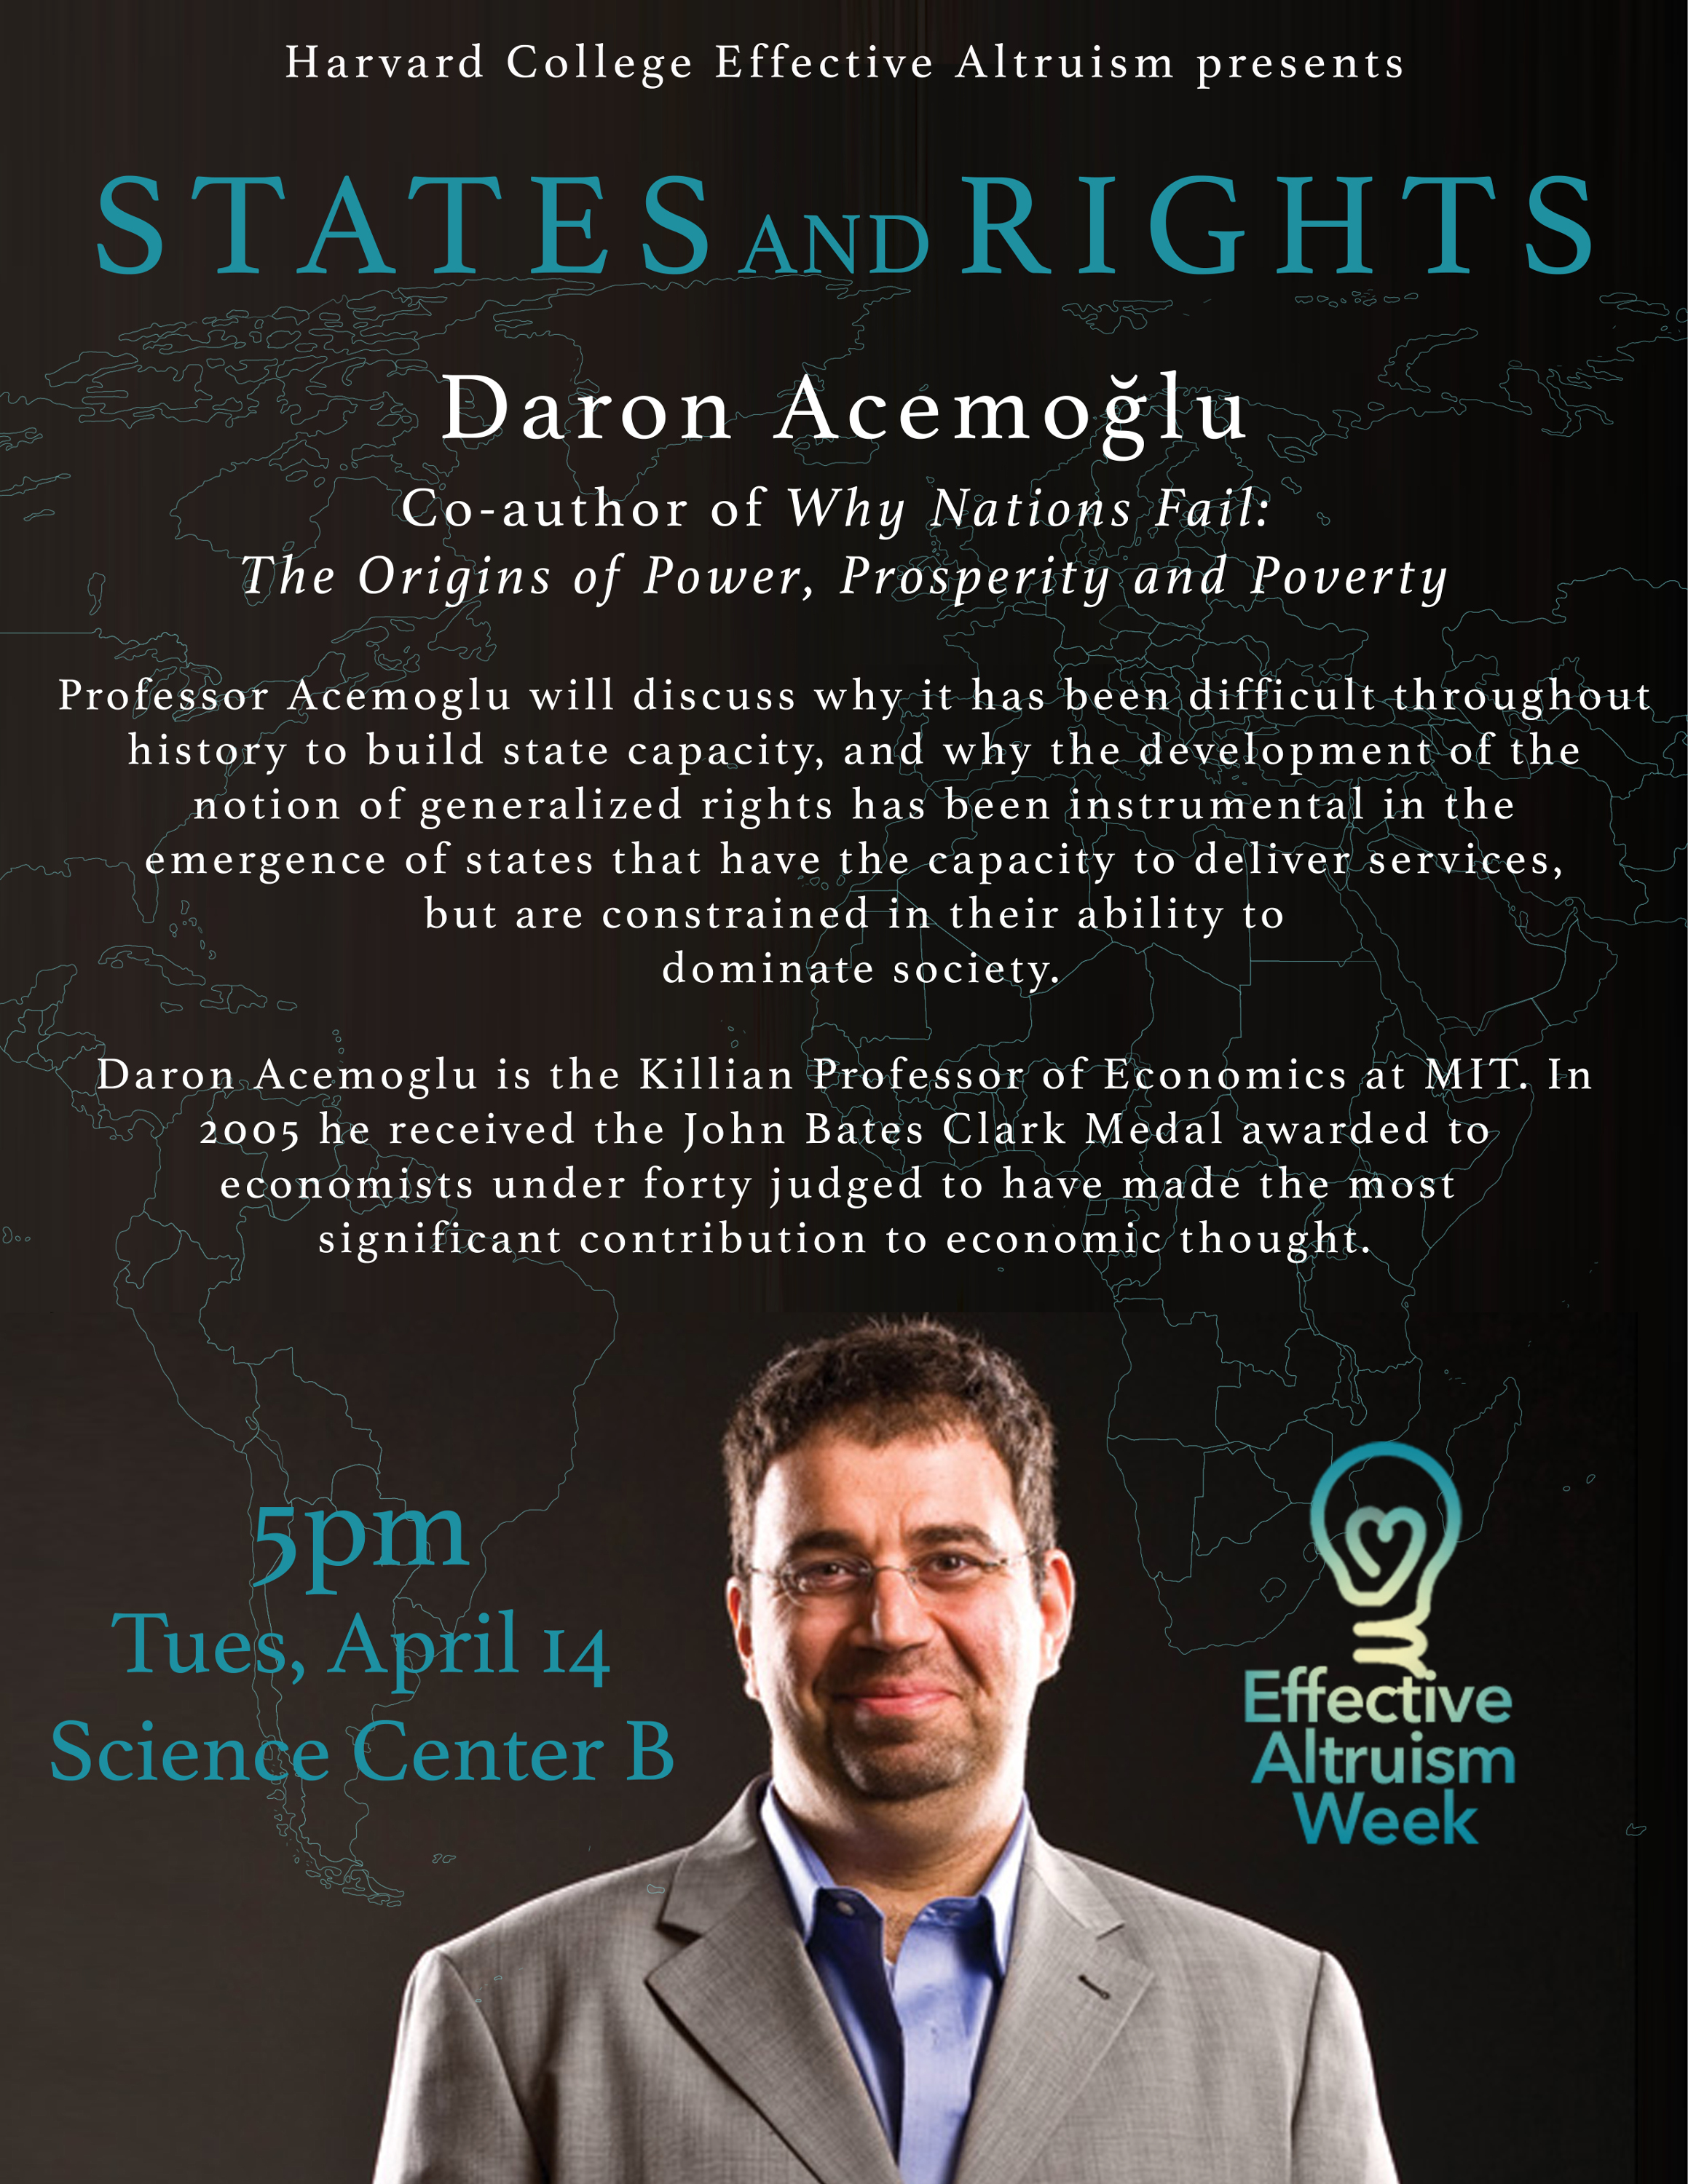 Harvard College Effective Altruism presents
STATES AND RIGHTS
Daron Acemoğlu
Co-author of Why Nations Fail:
The Origins of Power, Prosperity and Poverty
Professor Acemoglu will discuss why it has been difficult throughout
history to build state capacity, and why the development of the
notion of generalized rights has been instrumental in the
emergence of states that have the capacity to deliver services,
but are constrained in their ability to
dominate society.
Daron Acemoglu is the Killian Professor of Economics at MIT. In
2005 he received the John Bates Clark Medal awarded to
economists under forty judged to have made the most
significant contribution to economic thought.
5pm
Tues, April 14
Science Center B
Effective
Altruism
Week